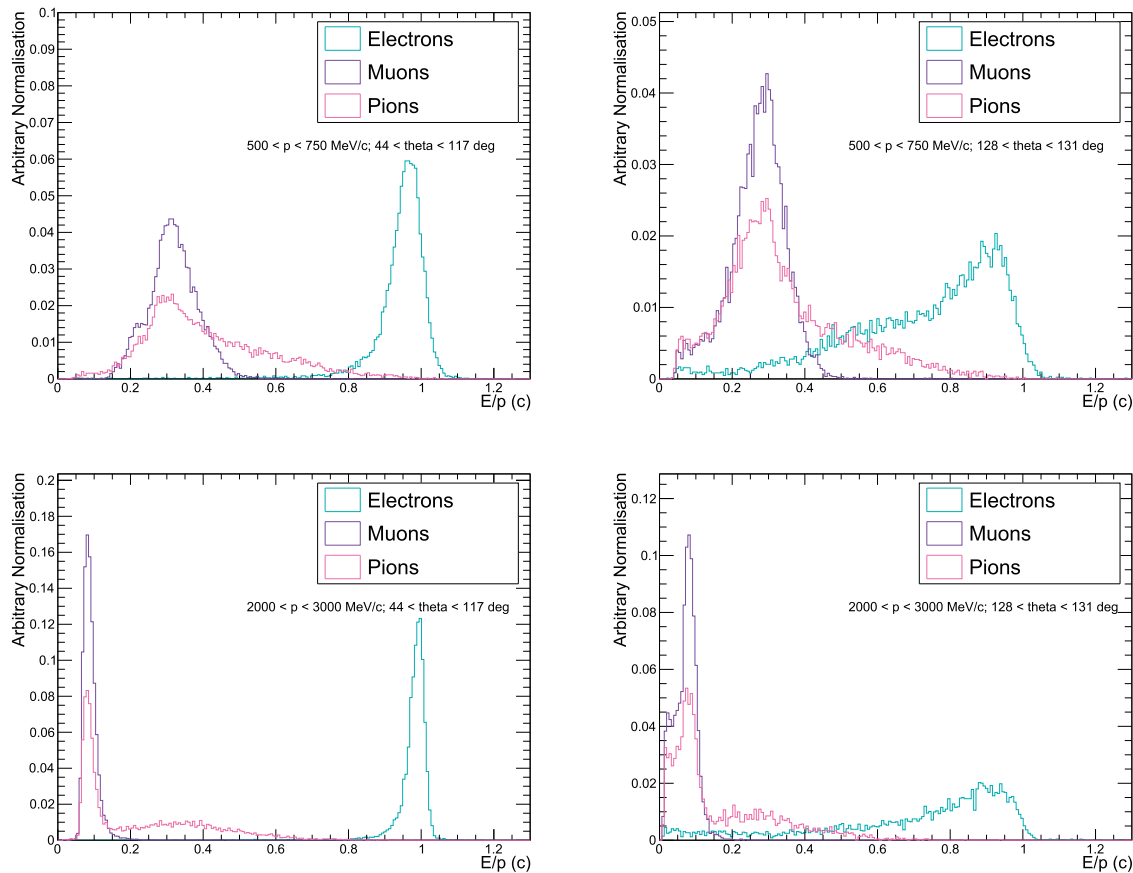 Arbitrary Normalisation
0.1
0.09
0.08
0.07
0.06
0.05
0.04
0.03
0.02
0.01
0
Electrons
Muons
Pions
500 < p < 750 MeV/c; 44 < theta < 117 deg
0 0.2 0.4 0.6 0.8 1 1.2
E/p (c)
Arbitrary Normalisation
0.05
0.04
0.03
0.02
0.01
0
Electrons
Muons
Pions
500 < p < 750 MeV/c; 128 < theta < 131 deg
0 0.2 0.4 0.6 0.8 1 1.2
E/p (c)
Arbitrary Normalisation
0.2
0.18
0.16
0.14
0.12
0.1
0.08
0.06
0.04
0.02
0
Electrons
Muons
Pions
2000 < p < 3000 MeV/c; 44 < theta < 117 deg
0 0.2 0.4 0.6 0.8 1 1.2
E/p (c)
Arbitrary Normalisation
0.12
0.1
0.08
0.06
0.04
0.02
0
Electrons
Muons
Pions
2000 < p < 3000 MeV/c; 128 < theta < 131 deg
0 0.2 0.4 0.6 0.8 1 1.2
E/p (c)